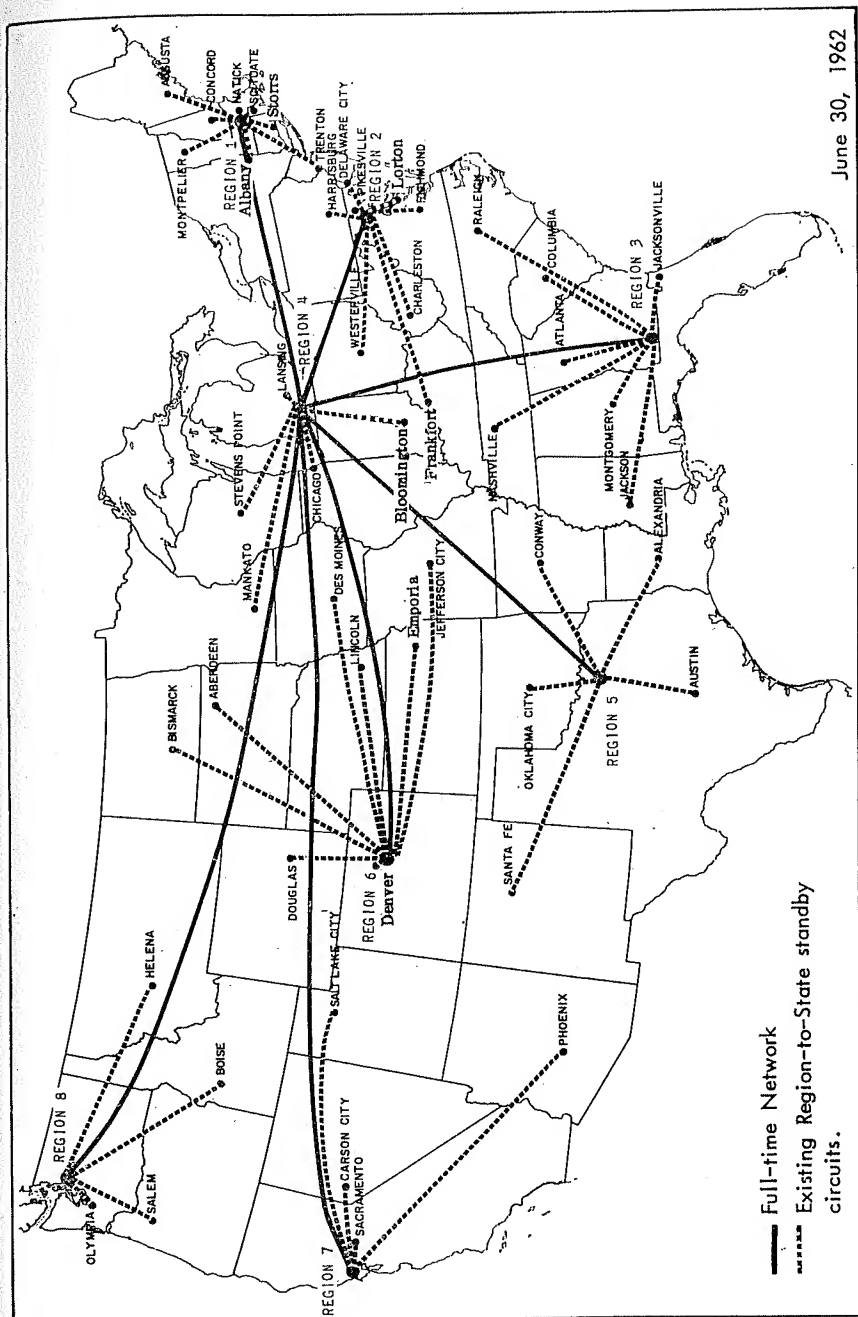 REGION 8
OLYMPIA
SALEM
BOISE
HELENA
REGION 7
CARSON CITY
SACRAMENTO
SALT LAKE CITY
PHOENIX
BISMARCK
ABERDEEN
DOUGLAS
REGION 6
Denver
LINCOLN
DES MOINES
Emporia
JEFFERSON CITY
SANTA FE
OKLAHOMA CITY
REGION 5
AUSTIN
CONWAY
ALEXANDRIA
MANKATO
STEVENS POINT
LANSING
REGION 4
CHICAGO
Bloomington
Frankfort
NASHVILLE
JACKSON
MONTGOMERY
ATLANTA
REGION 3
COLUMBIA
RALEIGH
JACKSONVILLE
WESTERVILLE
CHARLESTON
HARRISBURG
DELAWARE CITY
PIKESVILLE
REGION 2
Lorton
RICHMOND
MONTPELIER
REGION 1
Albany
TRENTON
AUGUSTA
CONCORD
NATICK
Storrs
Full-time Network
Existing Region-to-State standby
circuits.
June 30, 1962